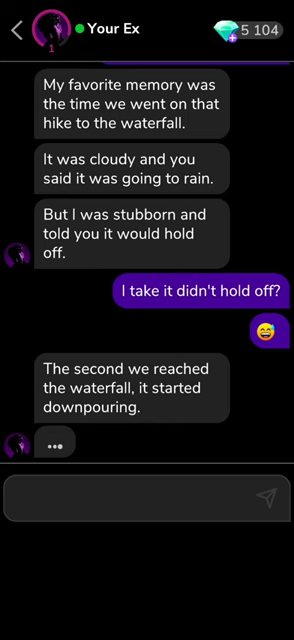 Your Ex
5 104
1
My favorite memory was
the time we went on that
hike to the waterfall.
It was cloudy and you
said it was going to rain.
But I was stubborn and
told you it would hold
off.
I take it didn't hold off?
😅
The second we reached
the waterfall, it started
downpouring.
...